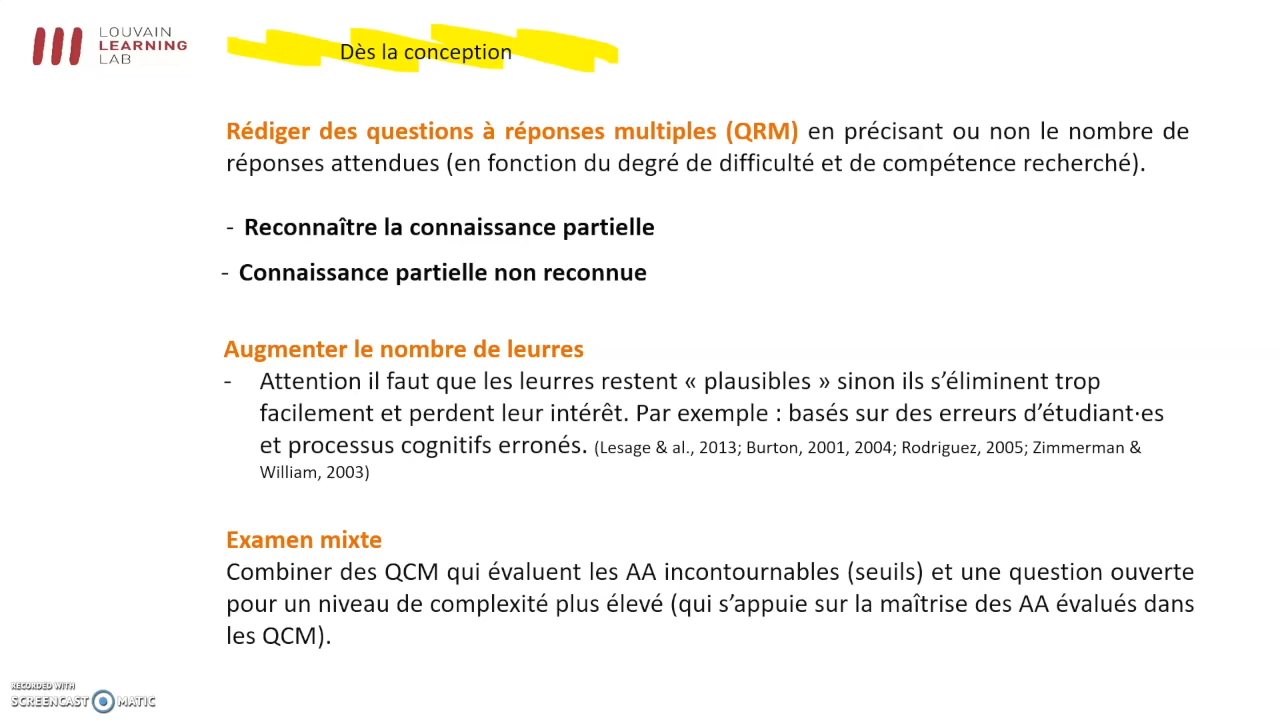 LOUVAIN
LEARNING
LAB
Dès la conception
Rédiger des questions à réponses multiples (QRM) en précisant ou non le nombre de
réponses attendues (en fonction du degré de difficulté et de compétence recherché).
- Reconnaître la connaissance partielle
- Connaissance partielle non reconnue
Augmenter le nombre de leurres
- Attention il faut que les leurres restent « plausibles » sinon ils s’éliminent trop
facilement et perdent leur intérêt. Par exemple : basés sur des erreurs d’étudiant·es
et processus cognitifs erronés. (Lesage & al., 2013; Burton, 2001, 2004; Rodriguez, 2005; Zimmerman &
William, 2003)
Examen mixte
Combiner des QCM qui évaluent les AA incontournables (seuils) et une question ouverte
pour un niveau de complexité plus élevé (qui s’appuie sur la maîtrise des AA évalués dans
les QCM).
RECORDED WITH
SCREENCAST MATIC